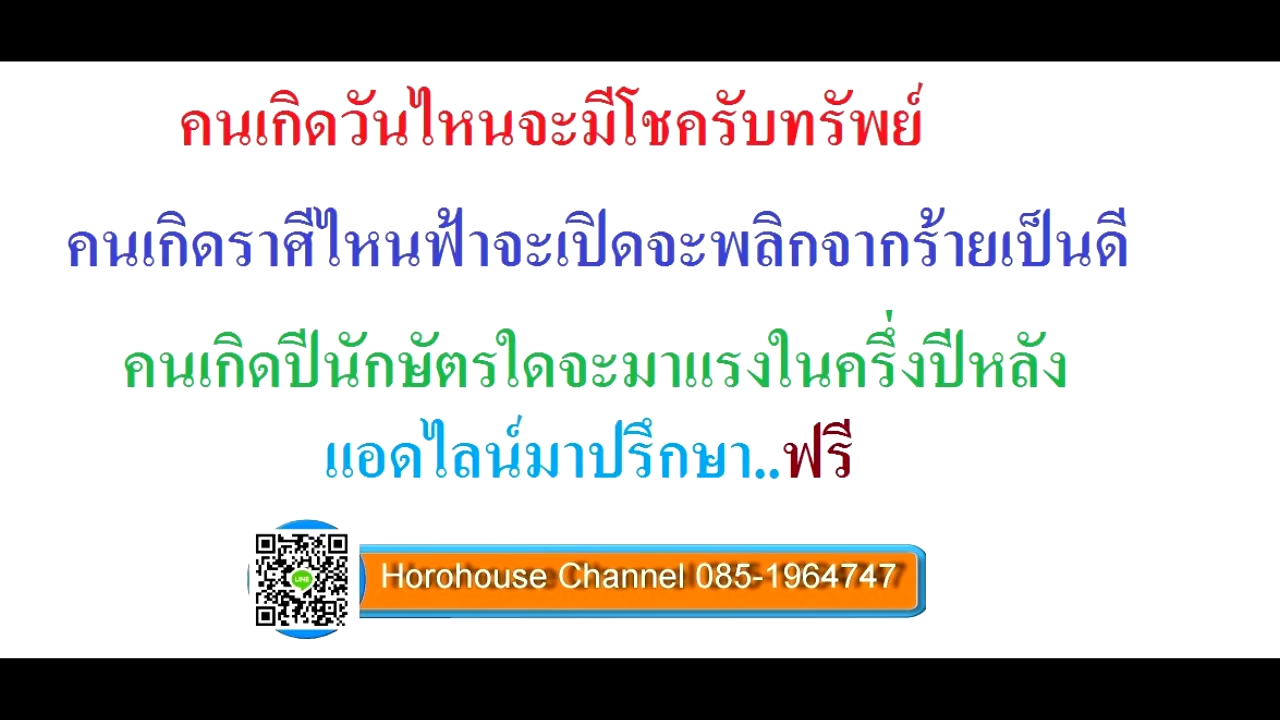 คนเกิดวันไหนจะมีโชครับทรัพย์
คนเกิดราศีไหนฟ้าจะเปิดจะพลิกจากร้ายเป็นดี
คนเกิดปีนักษัตรใดจะมาแรงในครึ่งปีหลัง
แอดไลน์มาปรึกษา..ฟรี
LINE
Horohouse Channel 085-1964747